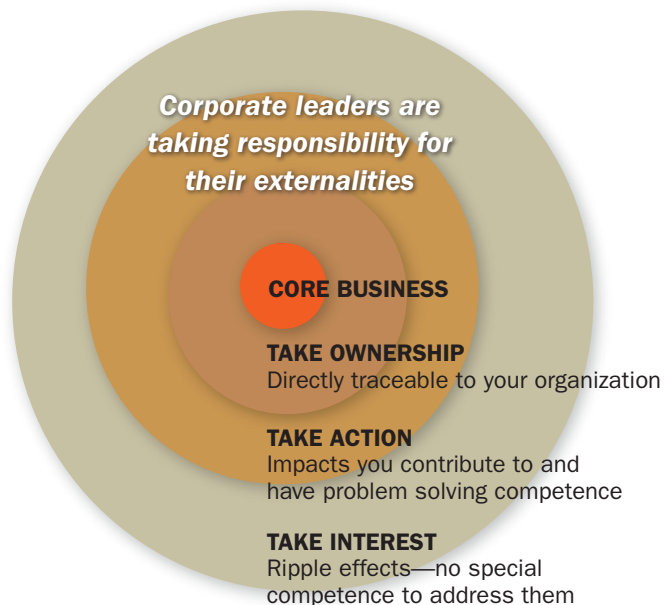 Corporate leaders are
taking responsibility for
their externalities
CORE BUSINESS
TAKE OWNERSHIP
Directly traceable to your organization
TAKE ACTION
Impacts you contribute to and
have problem solving competence
TAKE INTEREST
Ripple effects—no special
competence to address them